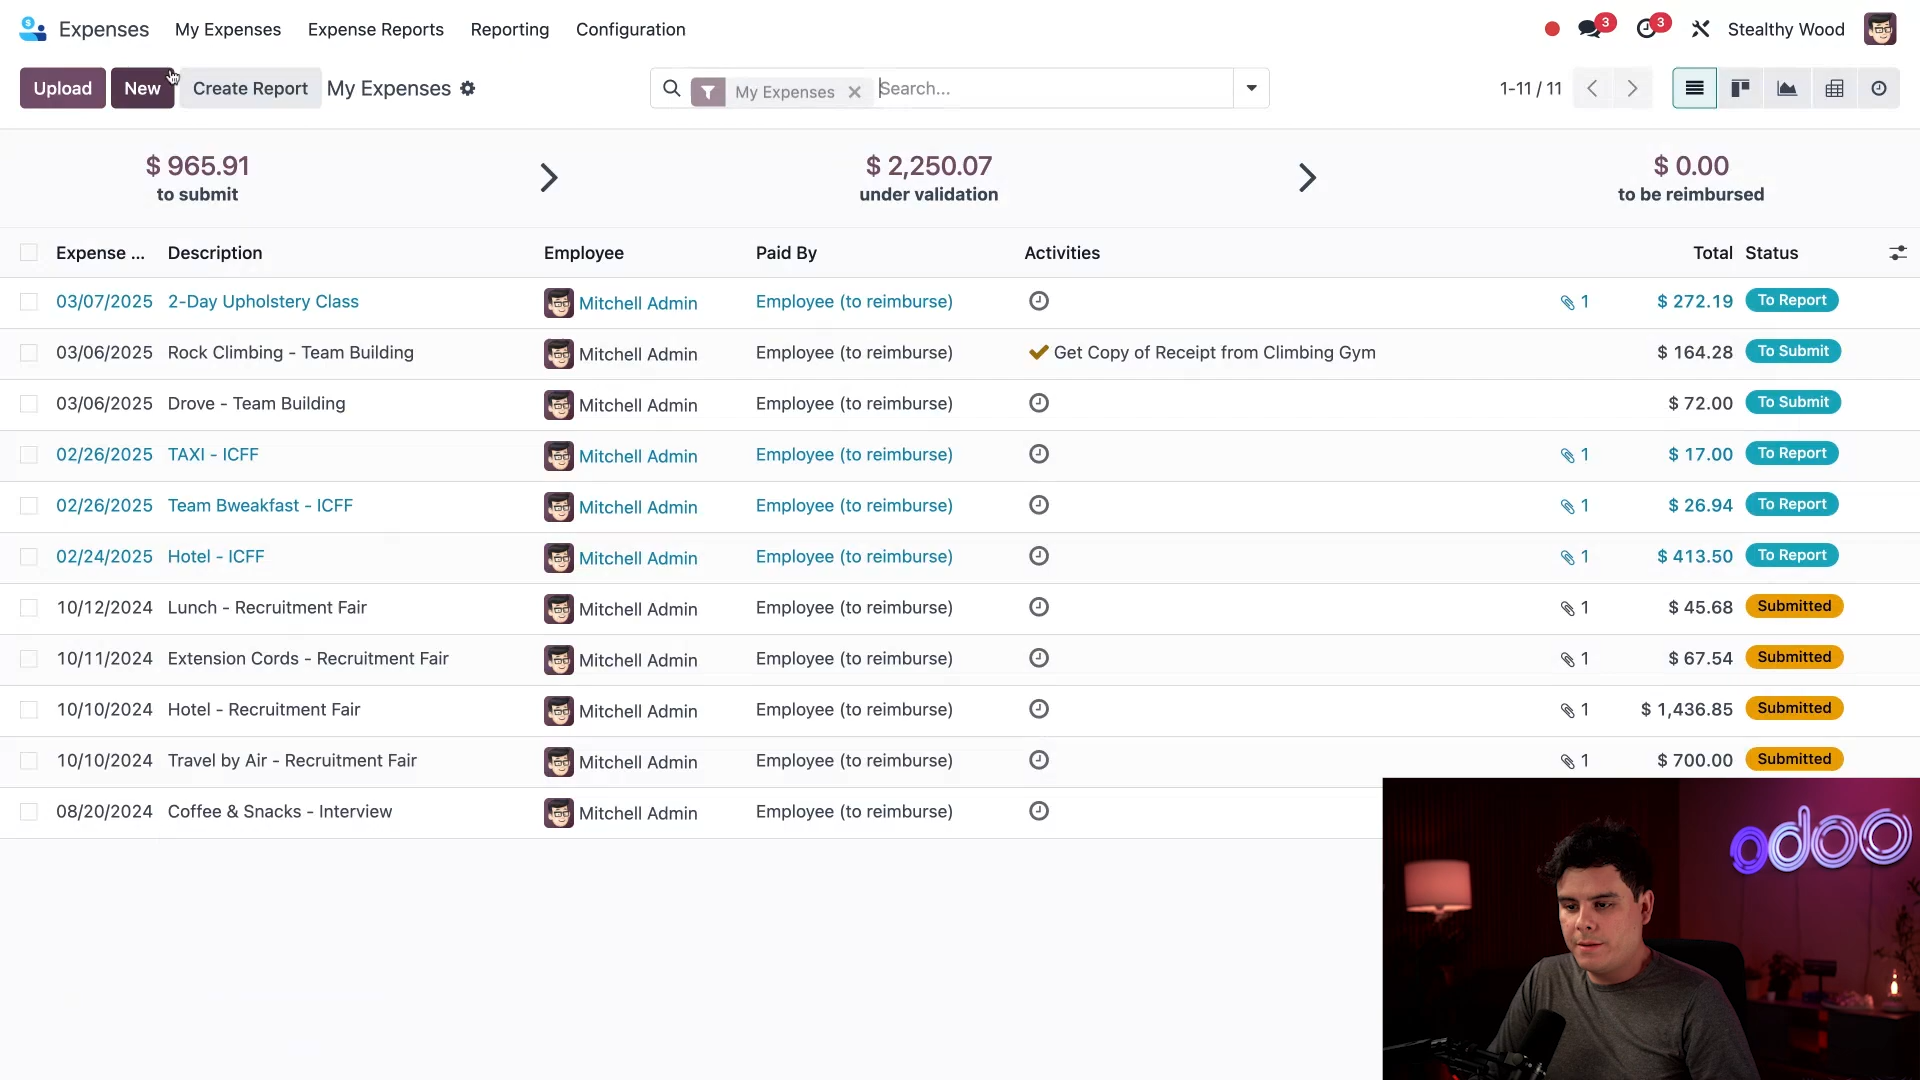 Expenses My Expenses Expense Reports Reporting Configuration 3 3 Stealthy Wood
Upload New Create Report My Expenses My Expenses Search... 1-11 / 11
$ 965.91 $ 2,250.07 $ 0.00
to submit under validation to be reimbursed
Expense ... Description Employee Paid By Activities Total Status
03/07/2025 2-Day Upholstery Class Mitchell Admin Employee (to reimburse) 1 $ 272.19 To Report
03/06/2025 Rock Climbing - Team Building Mitchell Admin Employee (to reimburse) Get Copy of Receipt from Climbing Gym $ 164.28 To Submit
03/06/2025 Drove - Team Building Mitchell Admin Employee (to reimburse) $ 72.00 To Submit
02/26/2025 TAXI - ICFF Mitchell Admin Employee (to reimburse) 1 $ 17.00 To Report
02/26/2025 Team Bweakfast - ICFF Mitchell Admin Employee (to reimburse) 1 $ 26.94 To Report
02/24/2025 Hotel - ICFF Mitchell Admin Employee (to reimburse) 1 $ 413.50 To Report
10/12/2024 Lunch - Recruitment Fair Mitchell Admin Employee (to reimburse) 1 $ 45.68 Submitted
10/11/2024 Extension Cords - Recruitment Fair Mitchell Admin Employee (to reimburse) 1 $ 67.54 Submitted
10/10/2024 Hotel - Recruitment Fair Mitchell Admin Employee (to reimburse) 1 $ 1,436.85 Submitted
10/10/2024 Travel by Air - Recruitment Fair Mitchell Admin Employee (to reimburse) 1 $ 700.00 Submitted
08/20/2024 Coffee & Snacks - Interview Mitchell Admin Employee (to reimburse)
odoo